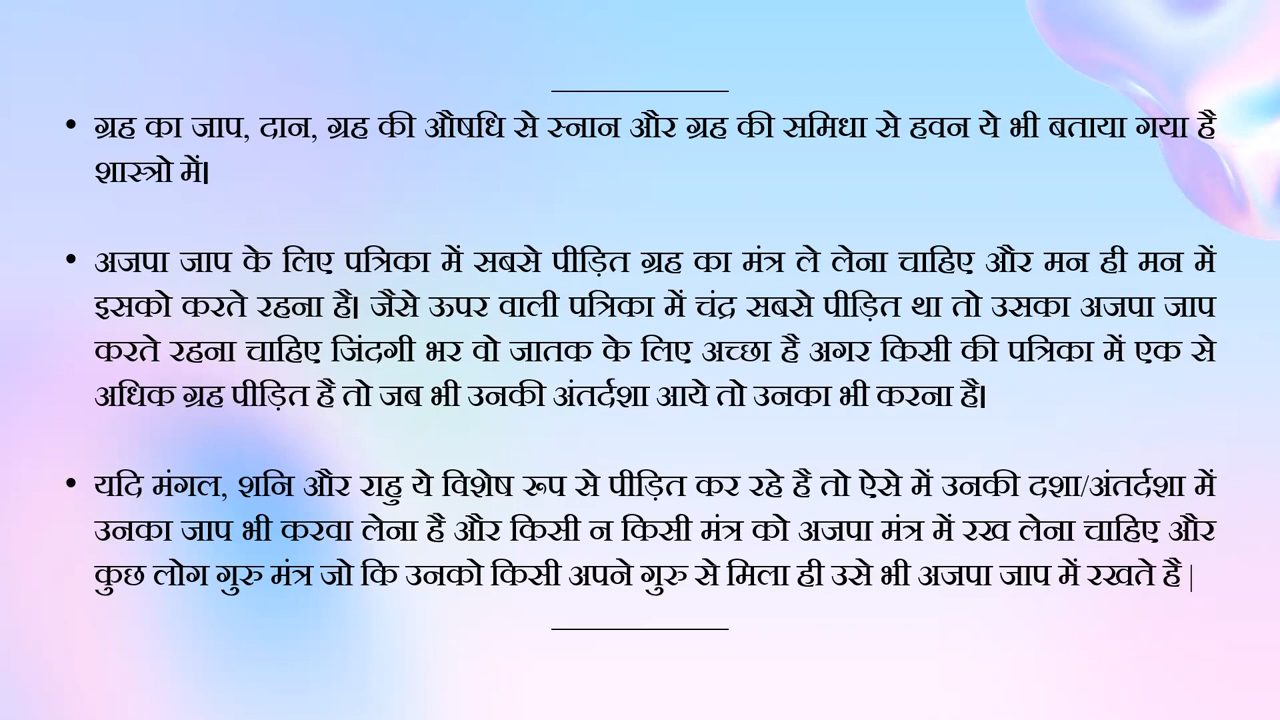 • ग्रह का जाप, दान, ग्रह की औषधि से स्नान और ग्रह की समिधा से हवन ये भी बताया गया है
शास्त्रो में।
• अजपा जाप के लिए पत्रिका में सबसे पीड़ित ग्रह का मंत्र ले लेना चाहिए और मन ही मन में
इसको करते रहना है। जैसे ऊपर वाली पत्रिका में चंद्र सबसे पीड़ित था तो उसका अजपा जाप
करते रहना चाहिए जिंदगी भर वो जातक के लिए अच्छा है अगर किसी की पत्रिका में एक से
अधिक ग्रह पीड़ित है तो जब भी उनकी अंतर्दशा आये तो उनका भी करना है।
• यदि मंगल, शनि और राहु ये विशेष रूप से पीड़ित कर रहे है तो ऐसे में उनकी दशा/अंतर्दशा में
उनका जाप भी करवा लेना है और किसी न किसी मंत्र को अजपा मंत्र में रख लेना चाहिए और
कुछ लोग गुरु मंत्र जो कि उनको किसी अपने गुरु से मिला ही उसे भी अजपा जाप में रखते है |